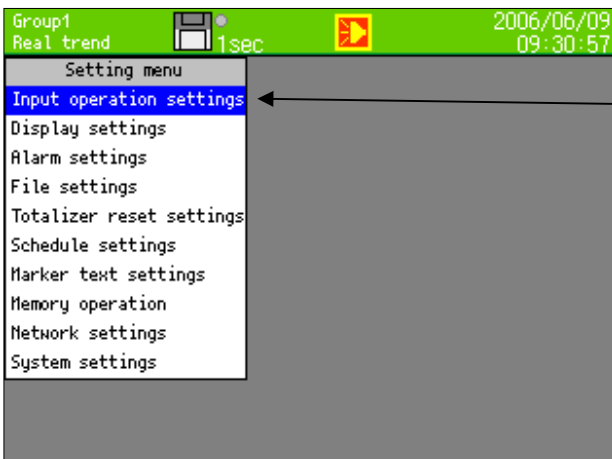 Group1
Real trend
1sec
2006/06/09
09:30:57
Setting menu
Input operation settings
Display settings
Alarm settings
File settings
Totalizer reset settings
Schedule settings
Marker text settings
Memory operation
Network settings
System settings